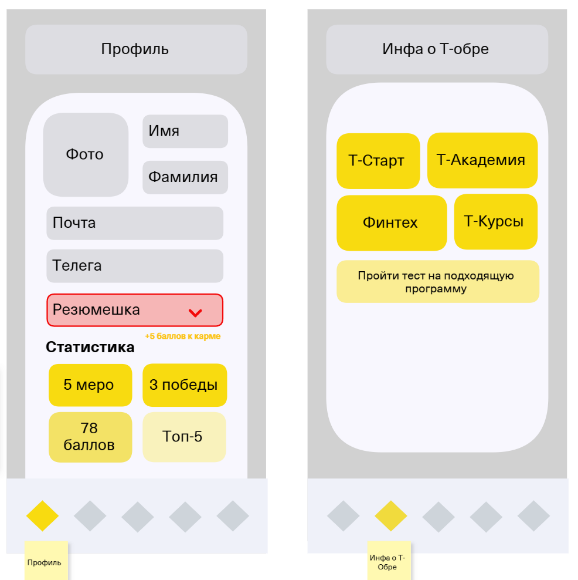 Профиль
Фото
Имя
Фамилия
Почта
Телега
Резюмешка
+5 баллов к карме
Статистика
5 меро
3 победы
78
баллов
Топ-5
Профиль
Инфа о Т-обре
Т-Старт
Т-Академия
Финтех
Т-Курсы
Пройти тест на подходящую
программу
Инфа о Т-
Обре